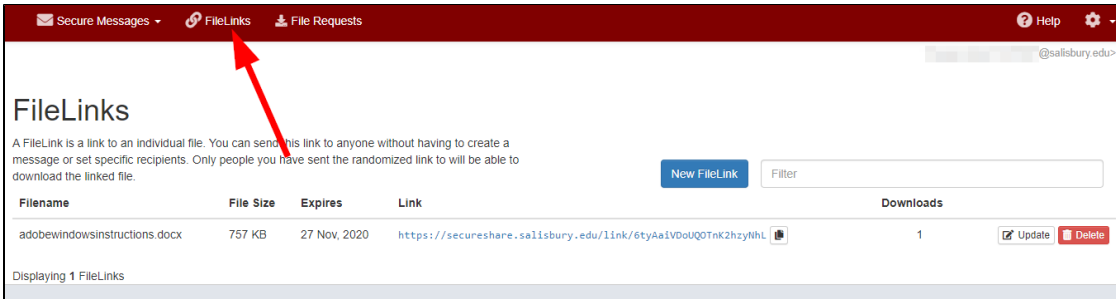 Secure Messages FileLinks File Requests Help
@salisbury.edu>
FileLinks
A FileLink is a link to an individual file. You can send this link to anyone without having to create a
message or set specific recipients. Only people you have sent the randomized link to will be able to
download the linked file.
New FileLink Filter
Filename File Size Expires Link Downloads
adobewindowsinstructions.docx 757 KB 27 Nov, 2020 https://secureshare.salisbury.edu/link/6tyAaiVDoUQOTnK2hzyNhL 1 Update Delete
Displaying 1 FileLinks